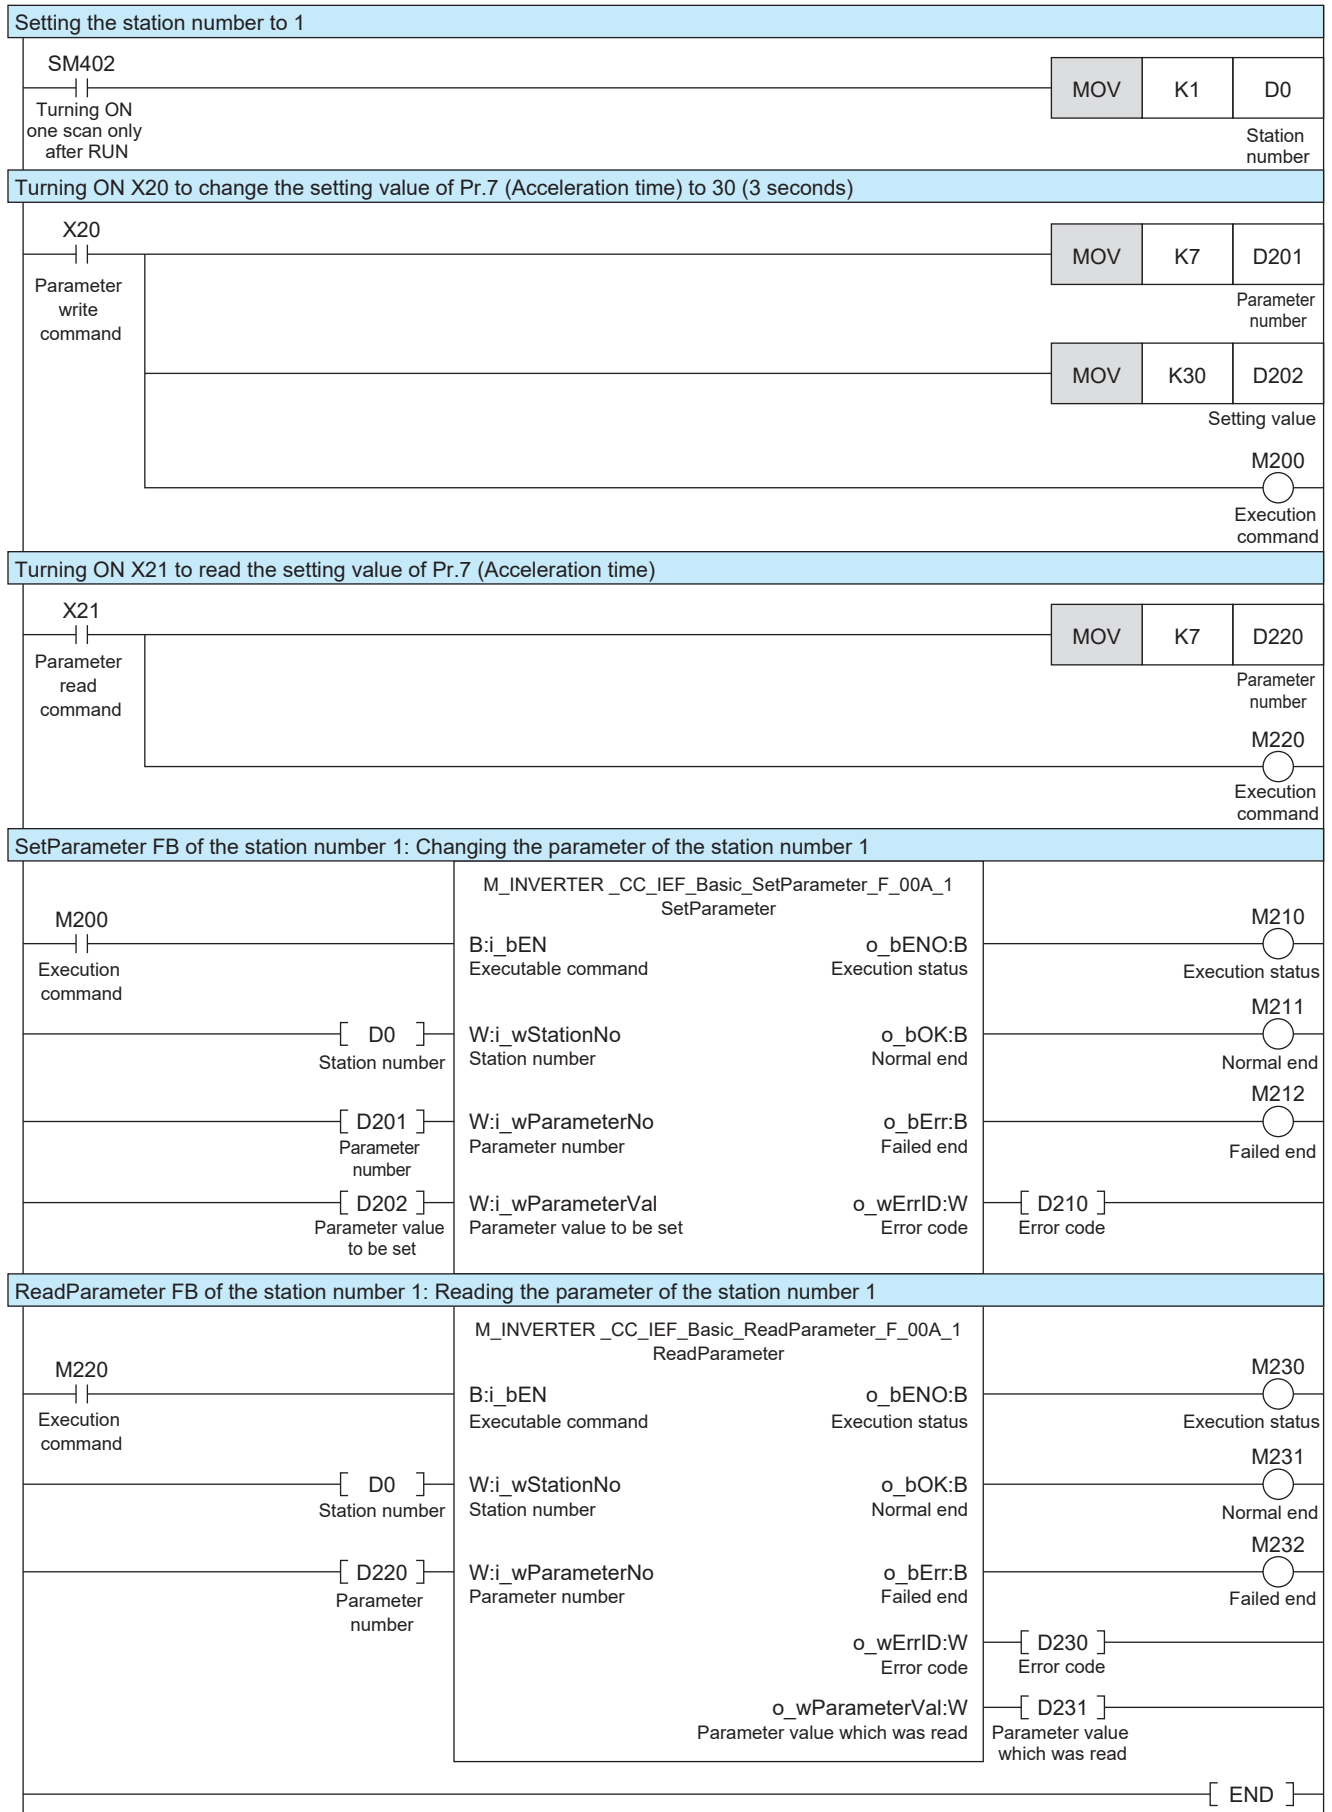 Setting the station number to 1
SM402
MOV K1 D0
Turning ON
one scan only
after RUN
Station
number
Turning ON X20 to change the setting value of Pr.7 (Acceleration time) to 30 (3 seconds)
X20
MOV K7 D201
Parameter
write
command
Parameter
number
MOV K30 D202
Setting value
M200
Execution
command
Turning ON X21 to read the setting value of Pr.7 (Acceleration time)
X21
MOV K7 D220
Parameter
read
command
Parameter
number
M220
Execution
command
SetParameter FB of the station number 1: Changing the parameter of the station number 1
M_INVERTER _CC_IEF_Basic_SetParameter_F_00A_1
SetParameter
M200
M210
B:i_bEN o_bENO:B
Execution
command
Executable command Execution status
Execution status
M211
D0 W:i_wStationNo o_bOK:B
Station number Station number Normal end Normal end
M212
D201 W:i_wParameterNo o_bErr:B
Parameter
number
Parameter number Failed end Failed end
D202 W:i_wParameterVal o_wErrID:W D210
Parameter value
to be set
Parameter value to be set Error code Error code
ReadParameter FB of the station number 1: Reading the parameter of the station number 1
M_INVERTER _CC_IEF_Basic_ReadParameter_F_00A_1
ReadParameter
M220
M230
B:i_bEN o_bENO:B
Execution
command
Executable command Execution status Execution status
M231
D0 W:i_wStationNo o_bOK:B
Station number Station number Normal end Normal end
M232
D220 W:i_wParameterNo o_bErr:B
Parameter
number
Parameter number Failed end Failed end
o_wErrID:W D230
Error code Error code
o_wParameterVal:W D231
Parameter value which was read
Parameter value
which was read
END